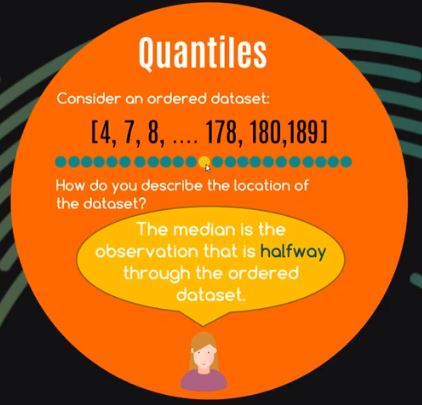 Quantiles
Consider an ordered dataset:
[4, 7, 8, .... 178, 180,189]
How do you describe the location of
the dataset?
The median is the
observation that is halfway
through the ordered
dataset.